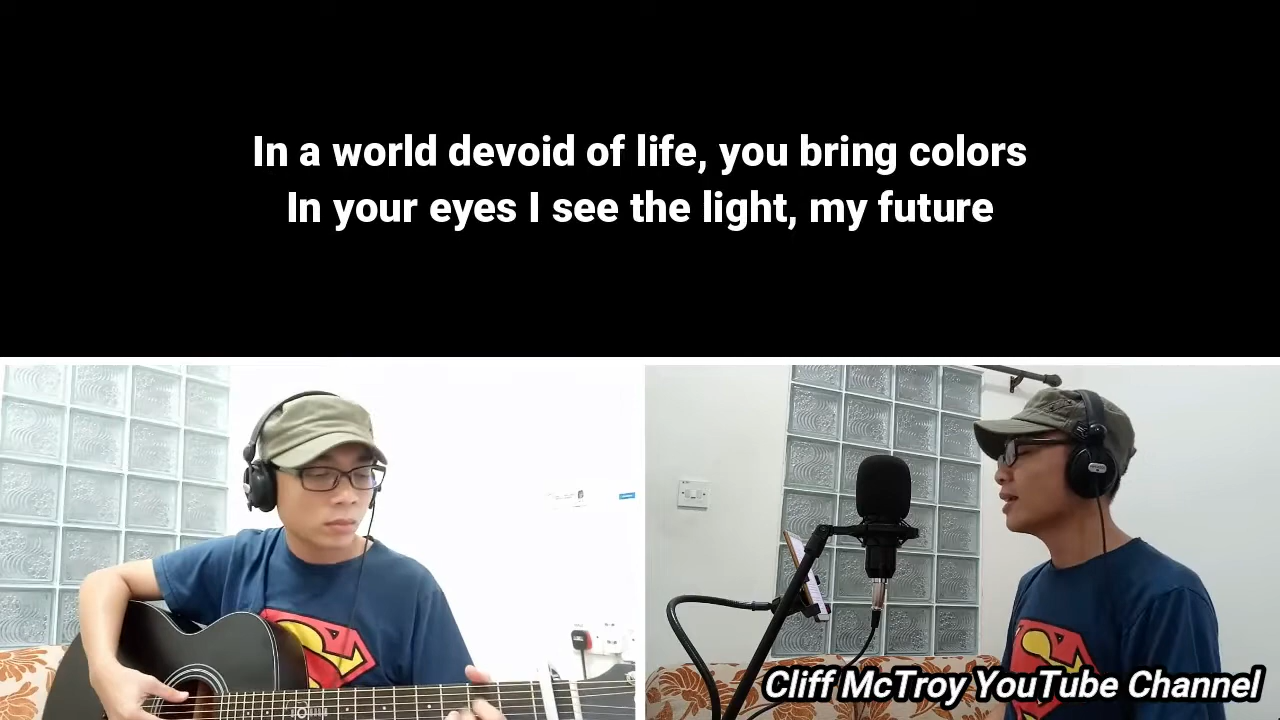 In a world devoid of life, you bring colors
In your eyes I see the light, my future
Cliff McTroy YouTube Channel